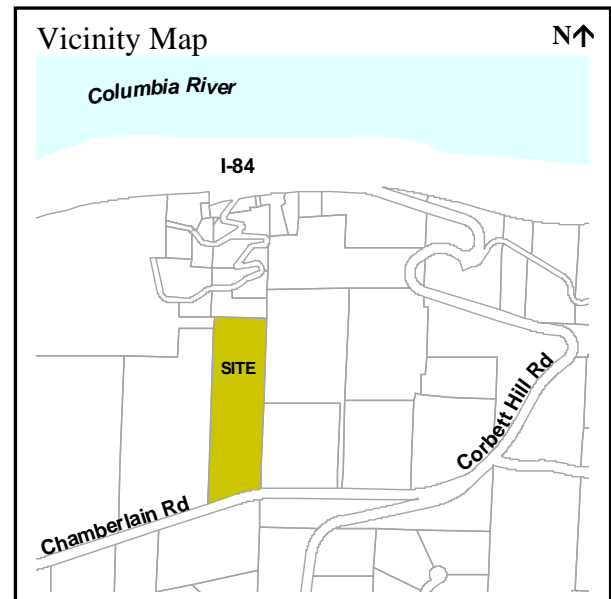 Vicinity Map
N↑
Columbia River
I-84
SITE
Corbett Hill Rd
Chamberlain Rd